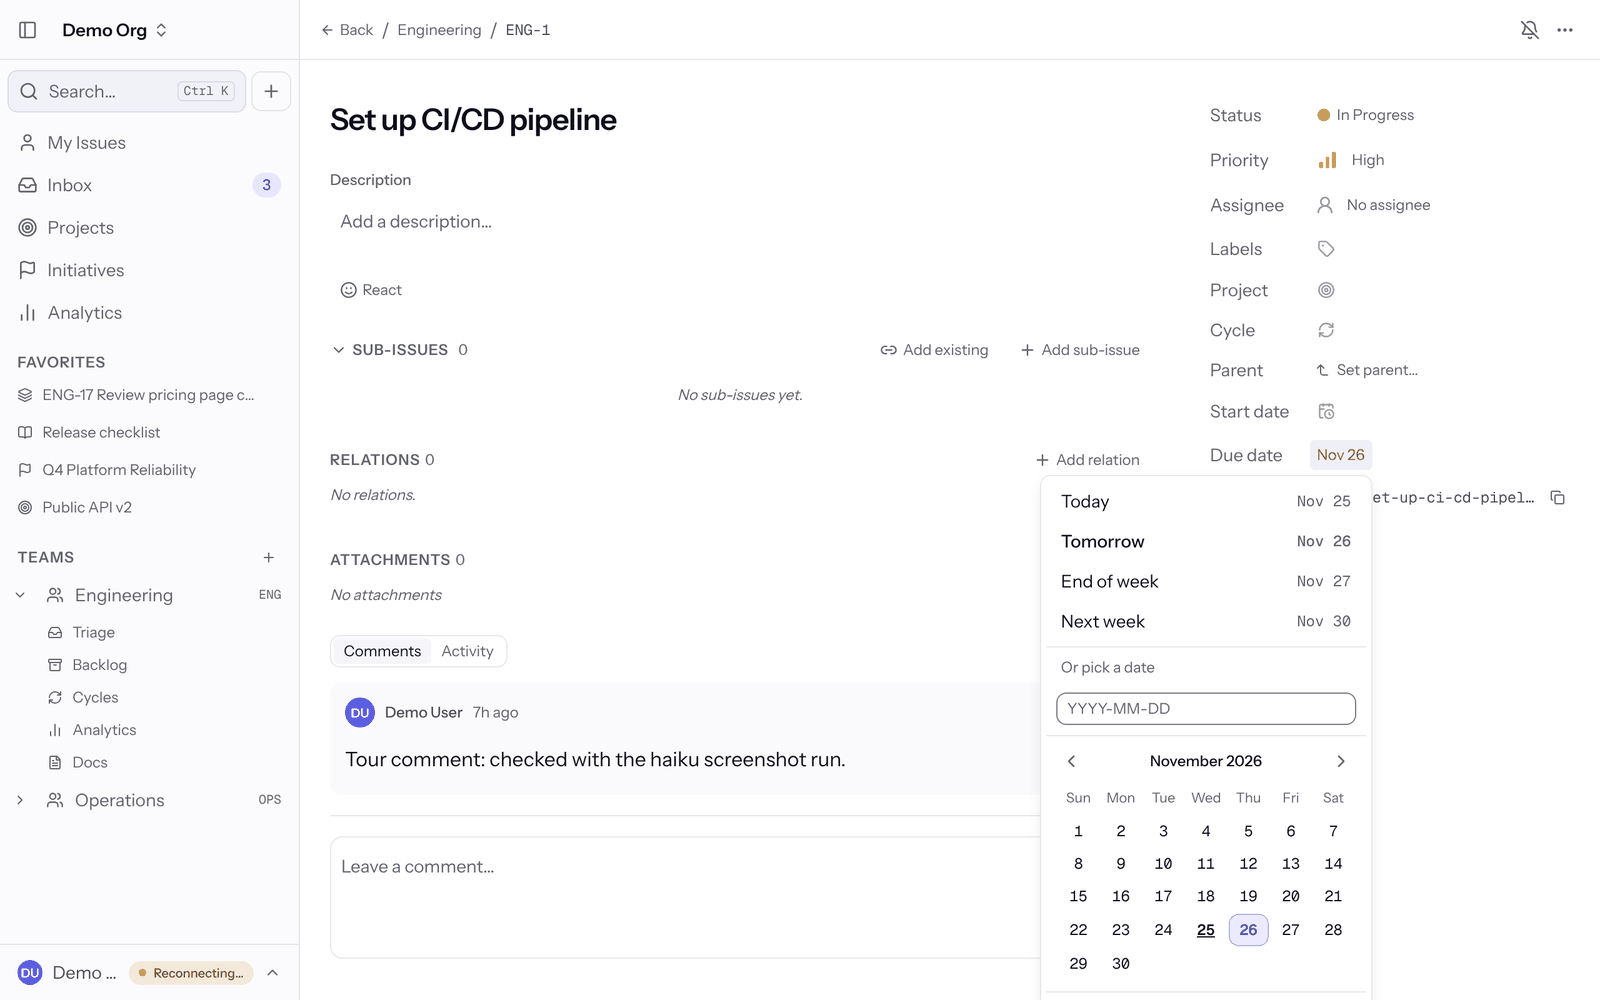 Demo Org
Search...
Ctrl K
My Issues
Inbox
3
Projects
Initiatives
Analytics
FAVORITES
ENG-17 Review pricing page c...
Release checklist
Q4 Platform Reliability
Public API v2
TEAMS
Engineering
ENG
Triage
Backlog
Cycles
Analytics
Docs
Operations
OPS
DU
Demo ...
Reconnecting...
Back / Engineering / ENG-1
Set up CI/CD pipeline
Description
Add a description...
React
SUB-ISSUES 0
Add existing
Add sub-issue
No sub-issues yet.
RELATIONS 0
Add relation
No relations.
ATTACHMENTS 0
No attachments
Comments
Activity
DU
Demo User 7h ago
Tour comment: checked with the haiku screenshot run.
Leave a comment...
Status
In Progress
Priority
High
Assignee
No assignee
Labels
Project
Cycle
Parent
Set parent...
Start date
Due date
Nov 26
et-up-ci-cd-pipel...
Today Nov 25
Tomorrow Nov 26
End of week Nov 27
Next week Nov 30
Or pick a date
YYYY-MM-DD
November 2026
Sun Mon Tue Wed Thu Fri Sat
1 2 3 4 5 6 7
8 9 10 11 12 13 14
15 16 17 18 19 20 21
22 23 24 25 26 27 28
29 30